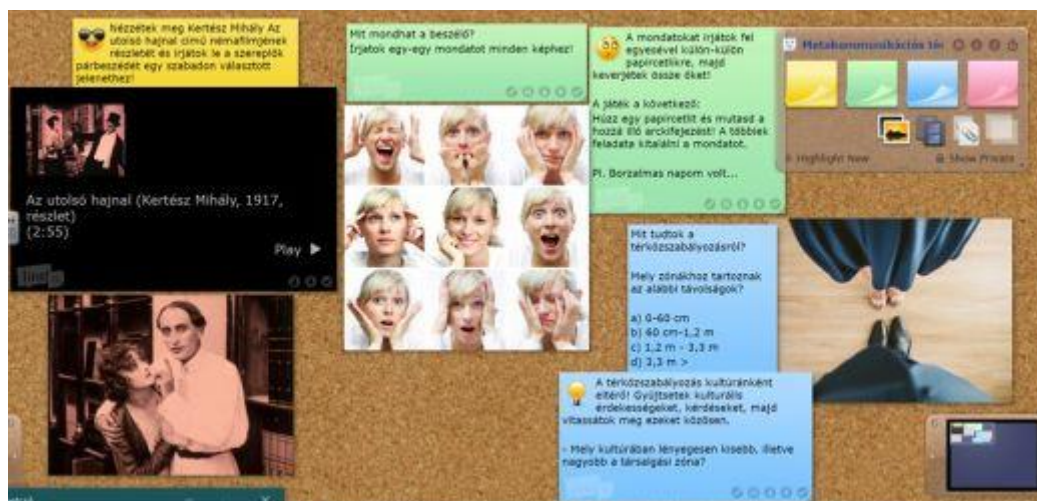 Nézzétek meg Kertész Mihály Az
utolsó hajnal című némafilmjének
részletét és írjátok le a szereplők
párbeszédét egy szabadon választott
jelenethez!
Az utolsó hajnal (Kertész Mihály, 1917,
részlet)
(2:55)
Play
Mit mondhat a beszélő?
Írjatok egy-egy mondatot minden képhez!
A mondatokat írjátok fel
egyesével külön-külön
papírcetlikre, majd
keverjétek össze őket!
A játék a következő:
Húzz egy papírcetlit és mutasd a
hozzá illő arckifejezést! A többiek
feladata kitalálni a mondatot.
Pl. Borzalmas napom volt...
Metakommunikációs
Highlight New
Show Private
Mit tudtok a
térközszabályozásról?
Mely zónákhoz tartoznak
az alábbi távolságok?
a) 0-60 cm
b) 60 cm-1,2 m
c) 1,2 m - 3,3 m
d) 3,3 m >
A térközszabályozás kultúránként
eltérő! Gyűjtsetek kulturális
érdekességeket, kérdéseket, majd
vitassátok meg ezeket közösen.
- Mely kultúrában lényegesen kisebb, illetve
nagyobb a társalgási zóna?